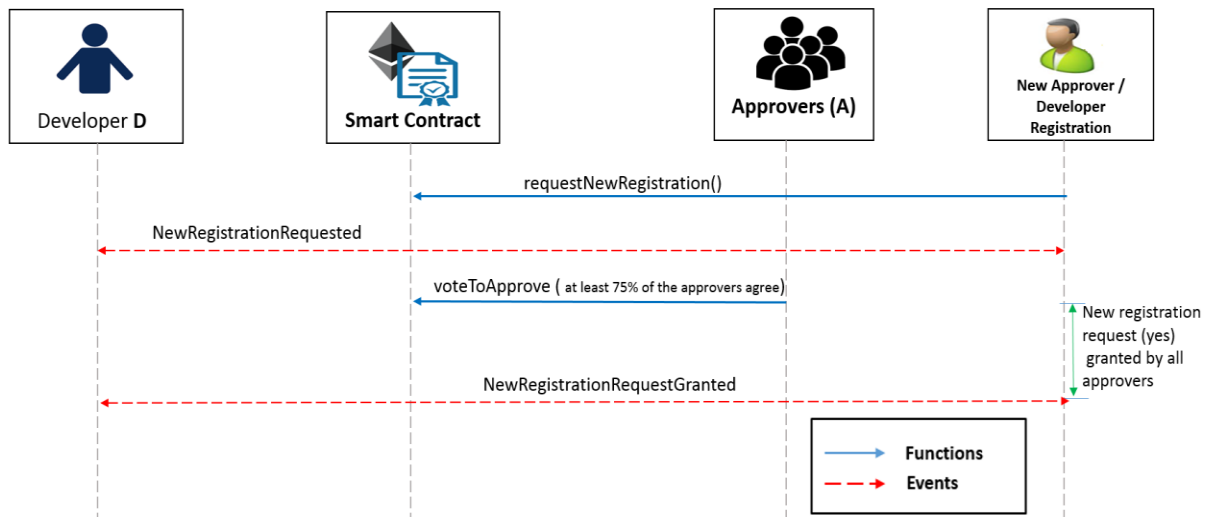 Developer D
Smart Contract
Approvers (A)
New Approver /
Developer
Registration
requestNewRegistration()
NewRegistrationRequested
voteToApprove ( at least 75% of the approvers agree)
New registration
request (yes)
granted by all
approvers
NewRegistrationRequestGranted
Functions
Events